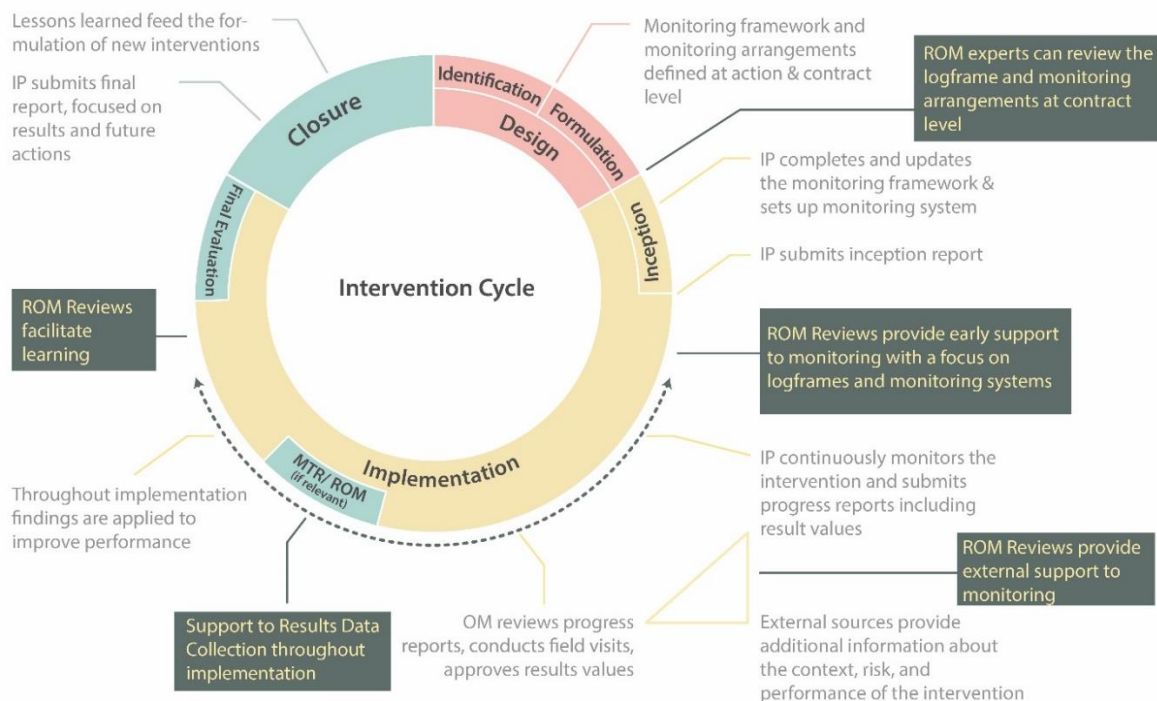 Lessons learned feed the for-
mulation of new interventions
IP submits final
report, focused on
results and future
actions
Monitoring framework and
monitoring arrangements
defined at action & contract
level
ROM experts can review the
logframe and monitoring
arrangements at contract
level
Closure
Identification
Formulation
Design
IP completes and updates
the monitoring framework &
sets up monitoring system
Inception
IP submits inception report
Final Evaluation
Intervention Cycle
ROM Reviews
facilitate
learning
ROM Reviews provide early support
to monitoring with a focus on
logframes and monitoring systems
Implementation
MTR/ ROM
(if relevant)
IP continuously monitors the
intervention and submits
progress reports including
result values
Throughout implementation
findings are applied to
improve performance
ROM Reviews provide
external support to
monitoring
Support to Results Data
Collection throughout
implementation
OM reviews progress
reports, conducts field visits,
approves results values
External sources provide
additional information about
the context, risk, and
performance of the intervention